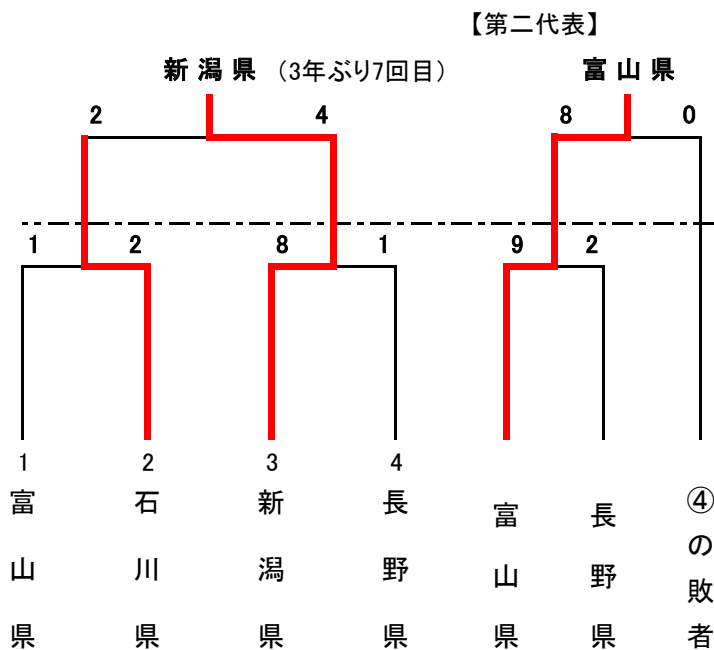 【第二代表】
新潟県 (3年ぶり7回目)
富山県
2 4 8 0
1 2 8 1 9 2
1 2 3 4
富山県
石川県
新潟県
長野県
富山県
長野県
④の敗者